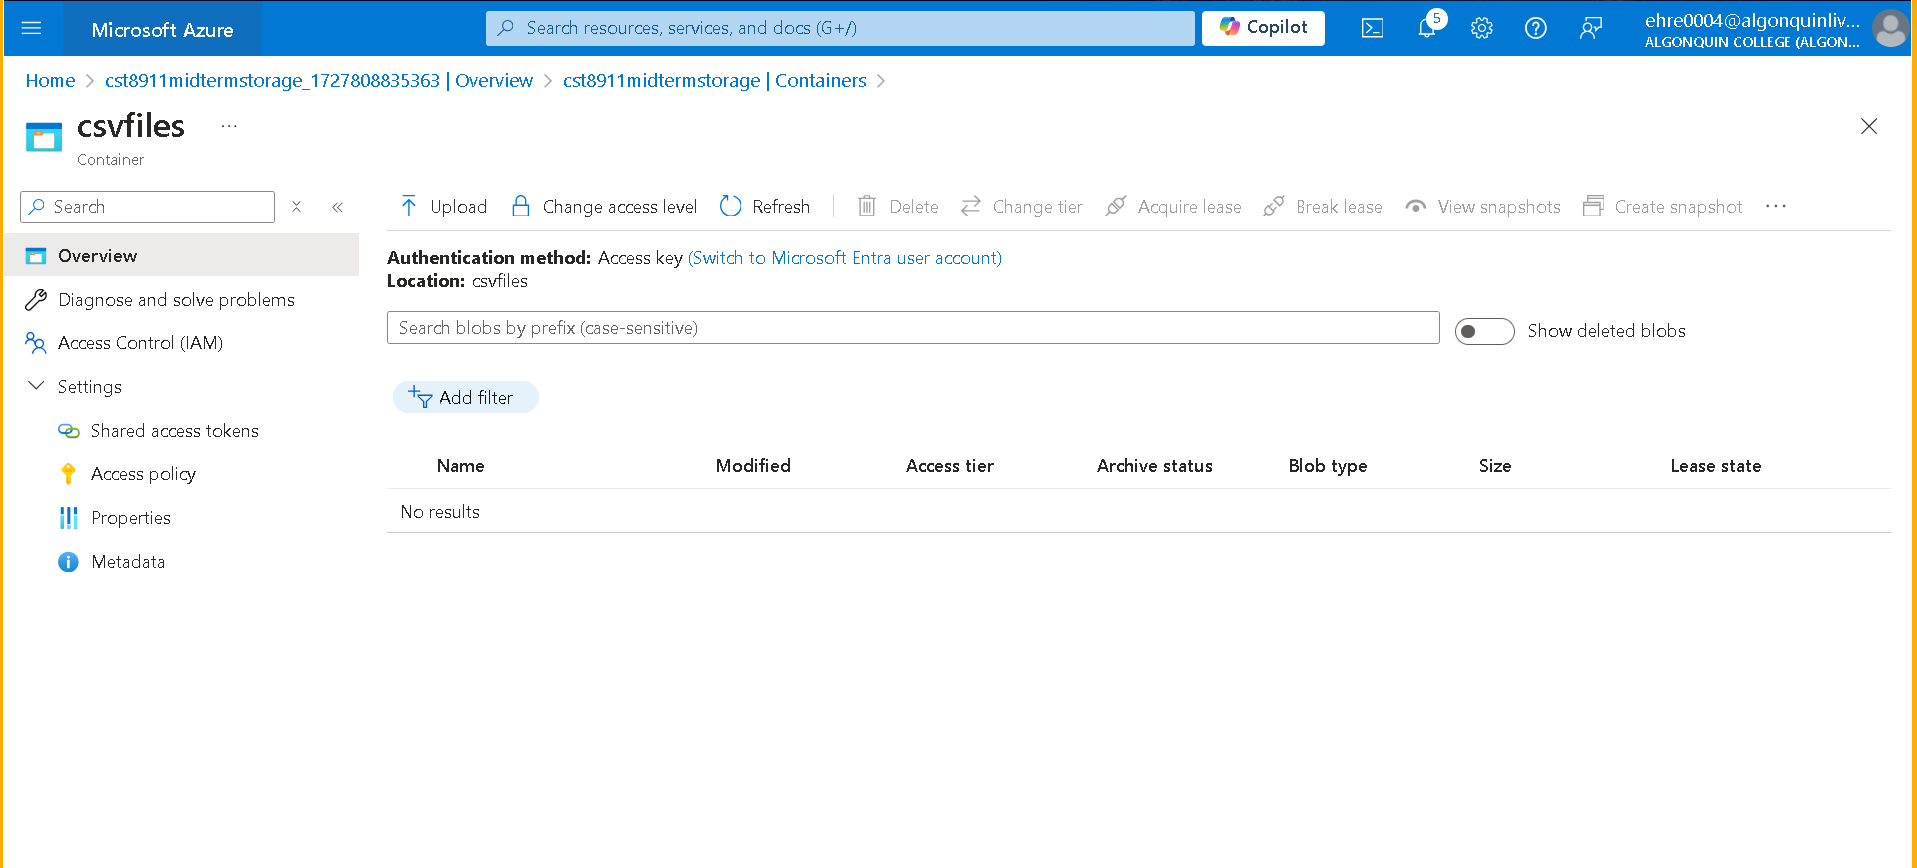 Microsoft Azure
Search resources, services, and docs (G+/)
Copilot
5
ehre0004@algonquinliv...
ALGONQUIN COLLEGE (ALGON...
Home > cst8911midtermstorage_1727808835363 | Overview > cst8911midtermstorage | Containers >
csvfiles ...
Container
Search
Upload Change access level Refresh Delete Change tier Acquire lease Break lease View snapshots Create snapshot ...
Overview
Diagnose and solve problems
Access Control (IAM)
Settings
Shared access tokens
Access policy
Properties
Metadata
Authentication method: Access key (Switch to Microsoft Entra user account)
Location: csvfiles
Search blobs by prefix (case-sensitive)
Show deleted blobs
Add filter
Name Modified Access tier Archive status Blob type Size Lease state
No results